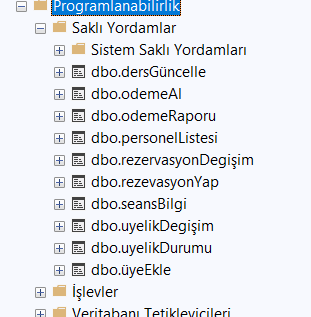 Programlanabilirlik
Saklı Yordamlar
Sistem Saklı Yordamları
dbo.dersGüncelle
dbo.odemeAl
dbo.odemeRaporu
dbo.personelListesi
dbo.rezervasyonDegişim
dbo.rezevasyonYap
dbo.seansBilgi
dbo.uyelikDegişim
dbo.uyelikDurumu
dbo.üyeEkle
İşlevler
Veritabanı Tetikleyicileri